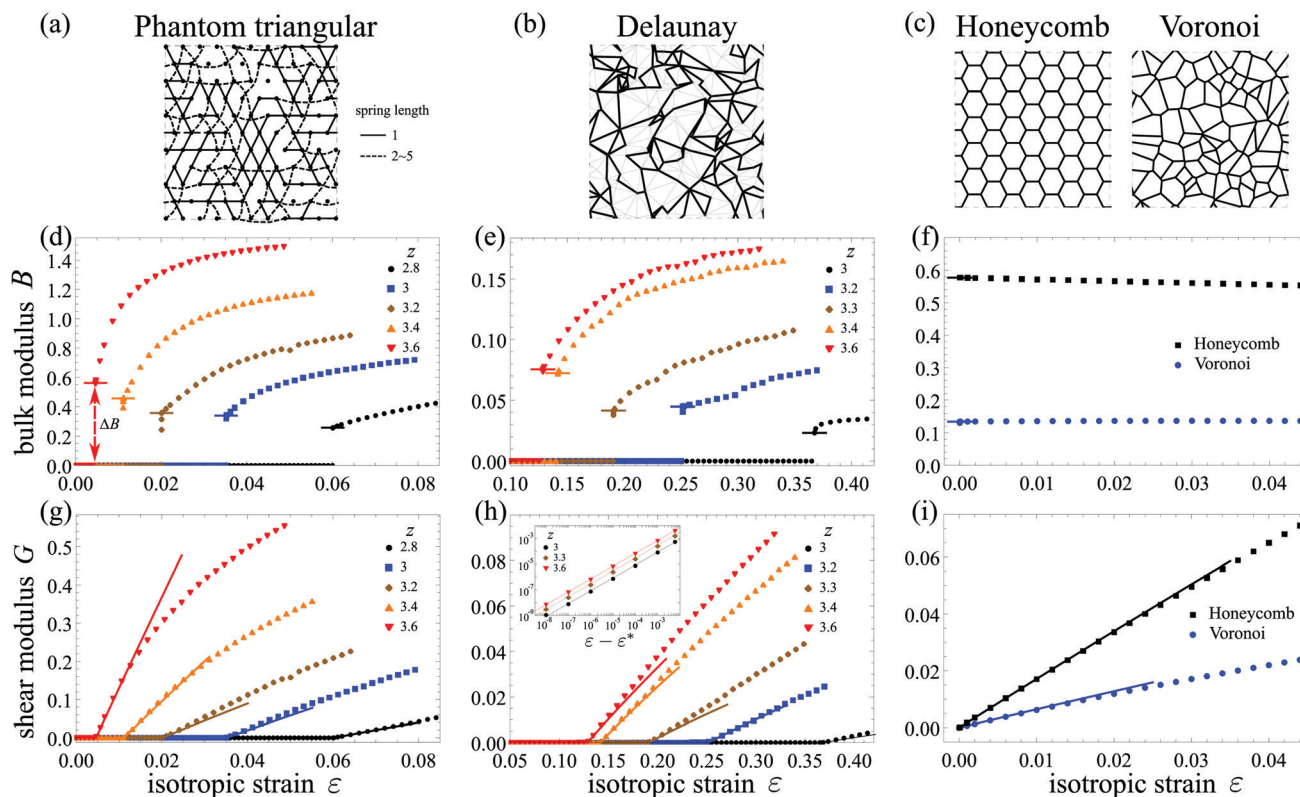 (a) Phantom triangular
(b) Delaunay
(c) Honeycomb Voronoi
spring length
1
2~5
(d)
bulk modulus B
1.4
1.2
1.0
0.8
0.6
0.4
0.2
0.0
ΔB
z
2.8
3
3.2
3.4
3.6
0.00 0.02 0.04 0.06 0.08
(e)
0.15
0.10
0.05
0.00
z
3
3.2
3.3
3.4
3.6
0.10 0.15 0.20 0.25 0.30 0.35 0.40
(f)
0.6
0.5
0.4
0.3
0.2
0.1
0.0
Honeycomb
Voronoi
0.00 0.01 0.02 0.03 0.04
(g)
shear modulus G
0.5
0.4
0.3
0.2
0.1
0.0
z
2.8
3
3.2
3.4
3.6
0.00 0.02 0.04 0.06 0.08
isotropic strain ε
(h)
0.10
0.08
0.06
0.04
0.02
0.00
10⁻³
10⁻⁵
10⁻⁷
10⁻⁹
z
3
3.3
3.6
10⁻⁸ 10⁻⁷ 10⁻⁶ 10⁻⁵ 10⁻⁴ 10⁻³
ε − ε*
z
3
3.2
3.3
3.4
3.6
0.05 0.10 0.15 0.20 0.25 0.30 0.35 0.40
isotropic strain ε
(i)
0.10
0.05
0.00
Honeycomb
Voronoi
0.00 0.01 0.02 0.03 0.04
isotropic strain ε